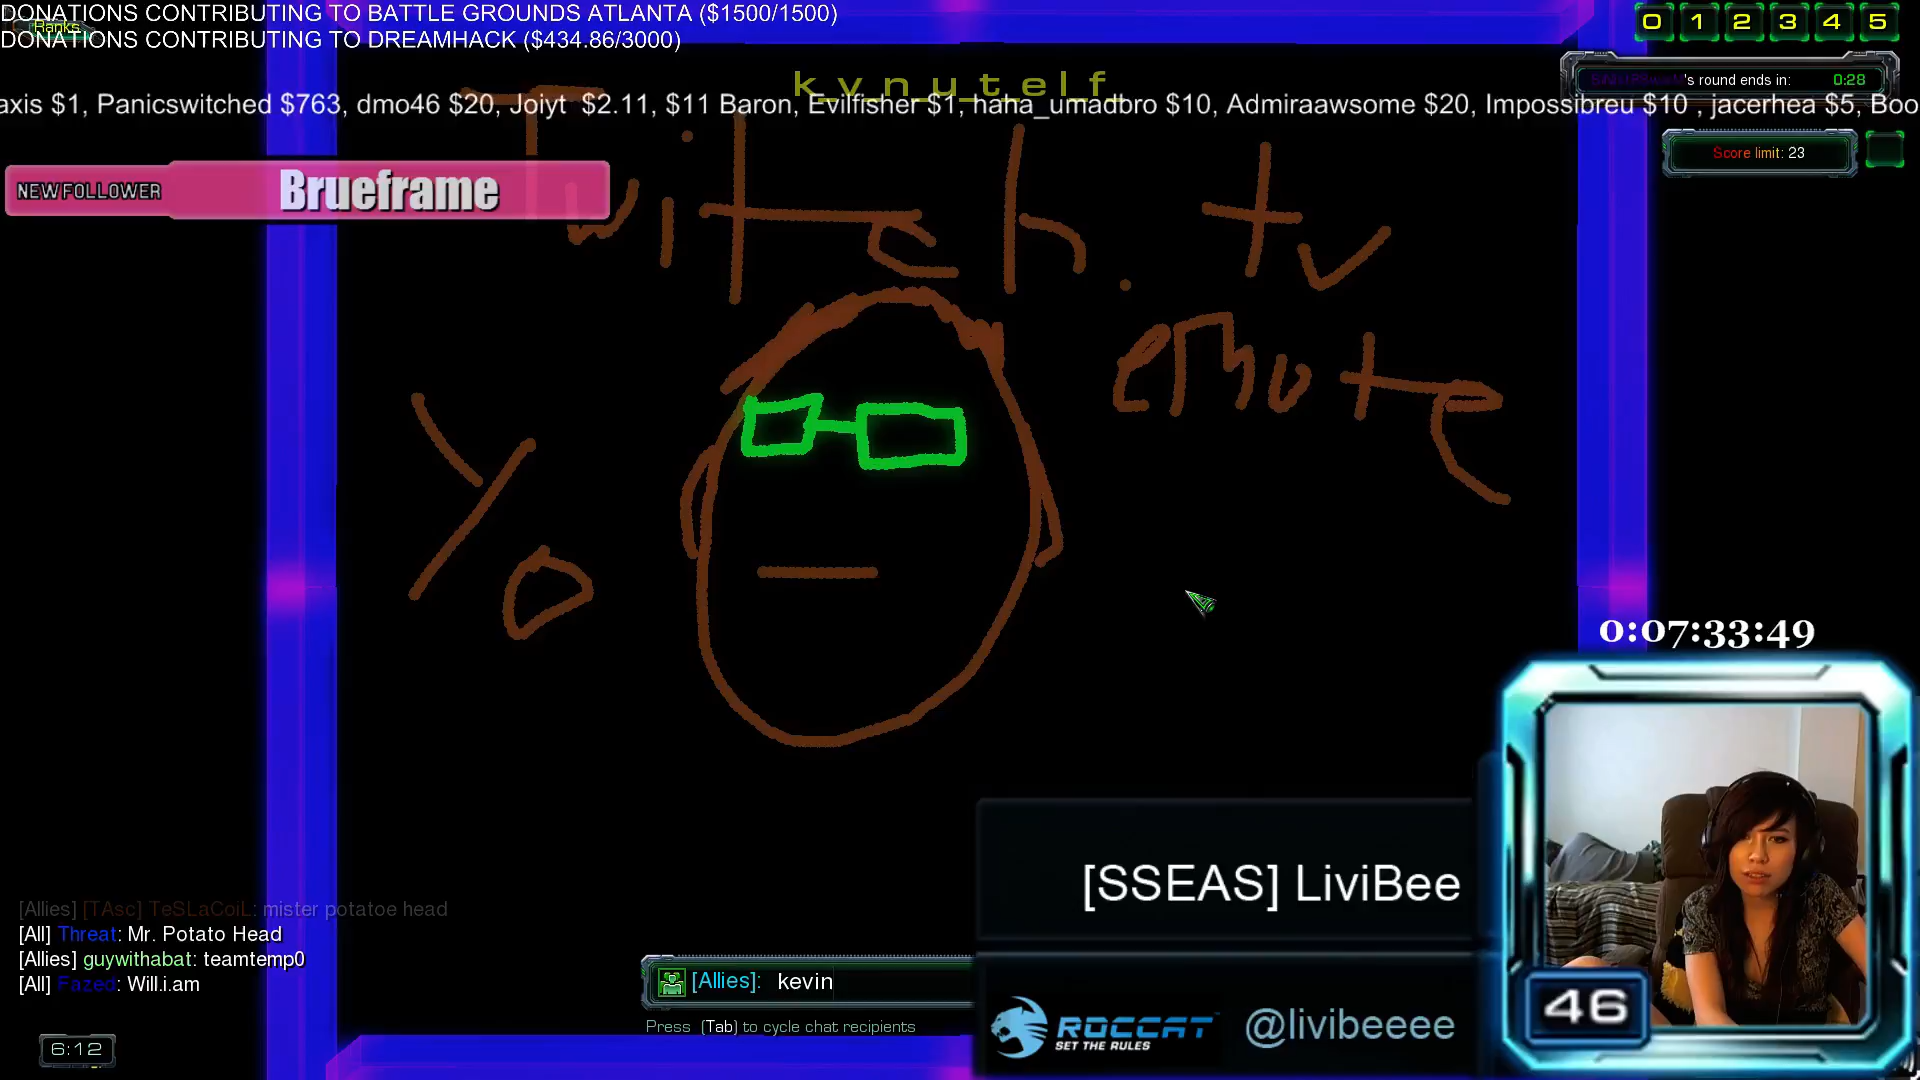 DONATIONS CONTRIBUTING TO BATTLE GROUNDS ATLANTA ($1500/1500)
Ranks
DONATIONS CONTRIBUTING TO DREAMHACK ($434.86/3000)
0 1 2 3 4 5
's round ends in: 0:28
k_v_n_u_t_e_l_f_
axis $1, Panicswitched $763, dmo46 $20, Joiyt $2.11, $11 Baron, Evilfisher $1, haha_umadbro $10, Admiraawsome $20, Impossibreu $10 , jacerhea $5, Boo
Score limit: 23
NEW FOLLOWER Brueframe
Twitch.tv
emote
Yo
0:07:33:49
[SSEAS] LiviBee
[Allies] [TAsc] TeSLaCoiL: mister potatoe head
[All] Threat: Mr. Potato Head
[Allies] guywithabat: teamtemp0
[All] Fazed: Will.i.am
[Allies]: kevin
Press (Tab) to cycle chat recipients
ROCCAT
SET THE RULES
@livibeeee
46
6:12